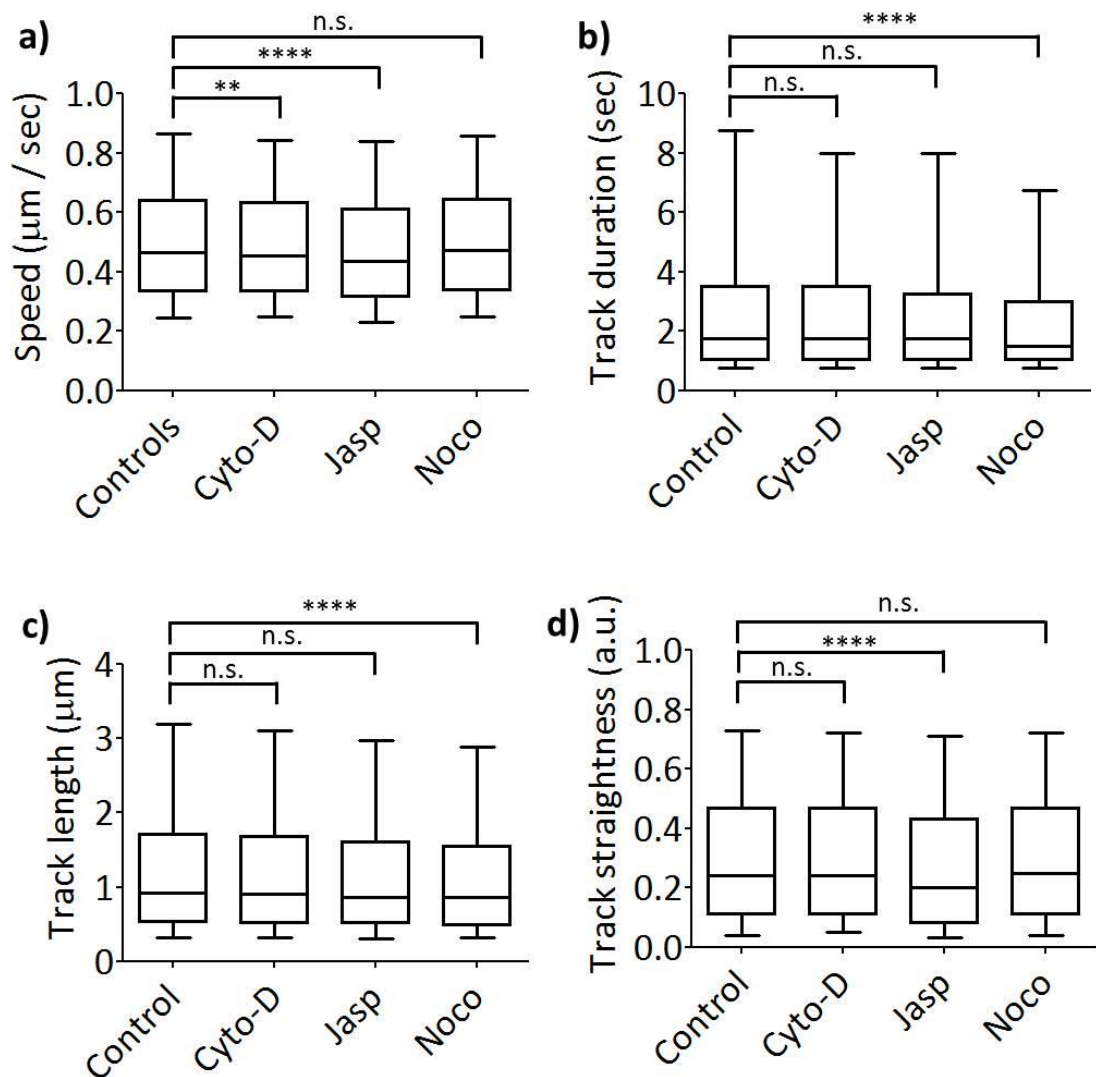 a)
n.s.
****
**
Speed (μm / sec)
1.0
0.8
0.6
0.4
0.2
0.0
Controls
Cyto-D
Jasp
Noco
b)
****
n.s.
n.s.
Track duration (sec)
10
8
6
4
2
0
Control
Cyto-D
Jasp
Noco
c)
****
n.s.
n.s.
Track length (μm)
4
3
2
1
0
Control
Cyto-D
Jasp
Noco
d)
n.s.
****
n.s.
Track straightness (a.u.)
1.0
0.8
0.6
0.4
0.2
0.0
Control
Cyto-D
Jasp
Noco